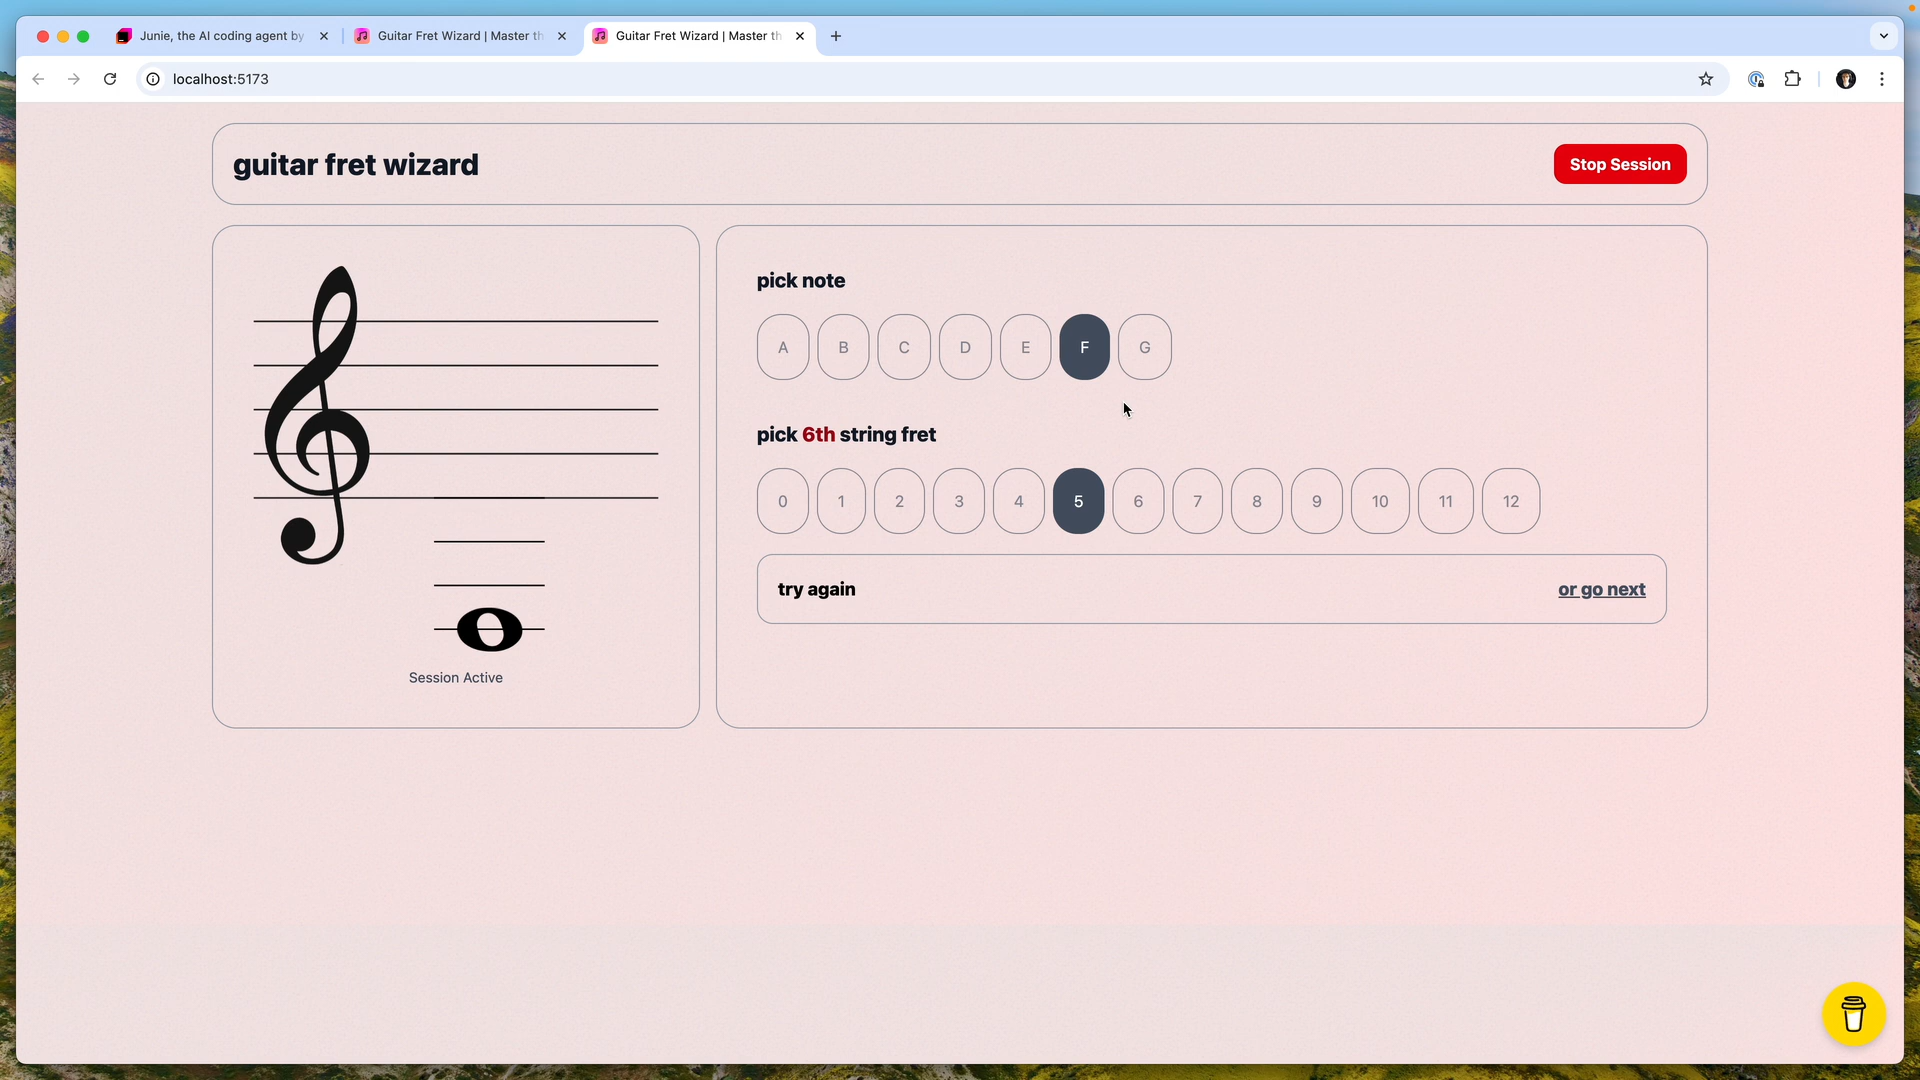 Junie, the AI coding agent by
Guitar Fret Wizard | Master th
Guitar Fret Wizard | Master th
localhost:5173
guitar fret wizard
Stop Session
pick note
A B C D E F G
pick 6th string fret
0 1 2 3 4 5 6 7 8 9 10 11 12
try again
or go next
Session Active